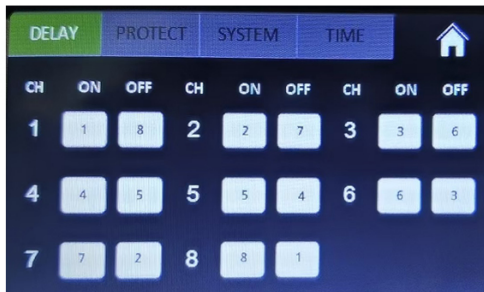 DELAY PROTECT SYSTEM TIME
CH ON OFF CH ON OFF CH ON OFF
1 1 8 2 2 7 3 3 6
4 4 5 5 5 4 6 6 3
7 7 2 8 8 1